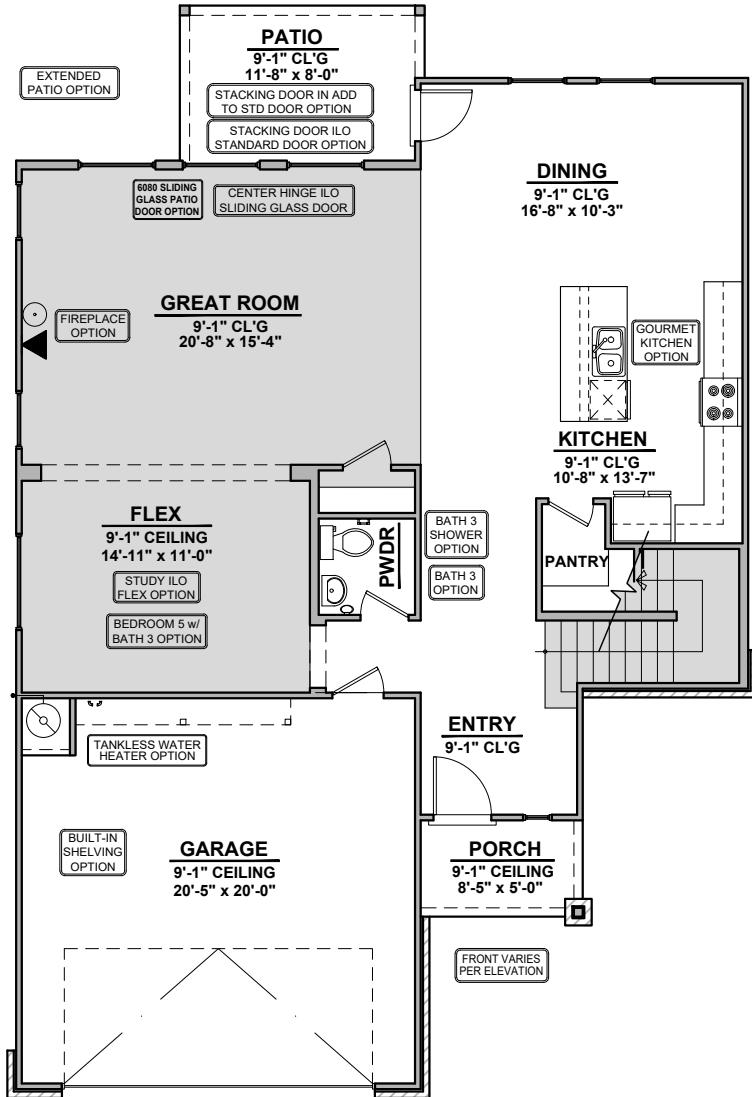 PATIO
9'-1" CL'G
11'-8" x 8'-0"
EXTENDED
PATIO OPTION
STACKING DOOR IN ADD
TO STD DOOR OPTION
STACKING DOOR ILO
STANDARD DOOR OPTION
6080 SLIDING
GLASS PATIO
DOOR OPTION
CENTER HINGE ILO
SLIDING GLASS DOOR
DINING
9'-1" CL'G
16'-8" x 10'-3"
GREAT ROOM
9'-1" CL'G
20'-8" x 15'-4"
FIREPLACE
OPTION
GOURMET
KITCHEN
OPTION
KITCHEN
9'-1" CL'G
10'-8" x 13'-7"
FLEX
9'-1" CEILING
14'-11" x 11'-0"
STUDY ILO
FLEX OPTION
BEDROOM 5 w/
BATH 3 OPTION
PWDR
BATH 3
SHOWER
OPTION
BATH 3
OPTION
PANTRY
ENTRY
9'-1" CL'G
TANKLESS WATER
HEATER OPTION
BUILT-IN
SHELVING
OPTION
GARAGE
9'-1" CEILING
20'-5" x 20'-0"
PORCH
9'-1" CEILING
8'-5" x 5'-0"
FRONT VARIES
PER ELEVATION